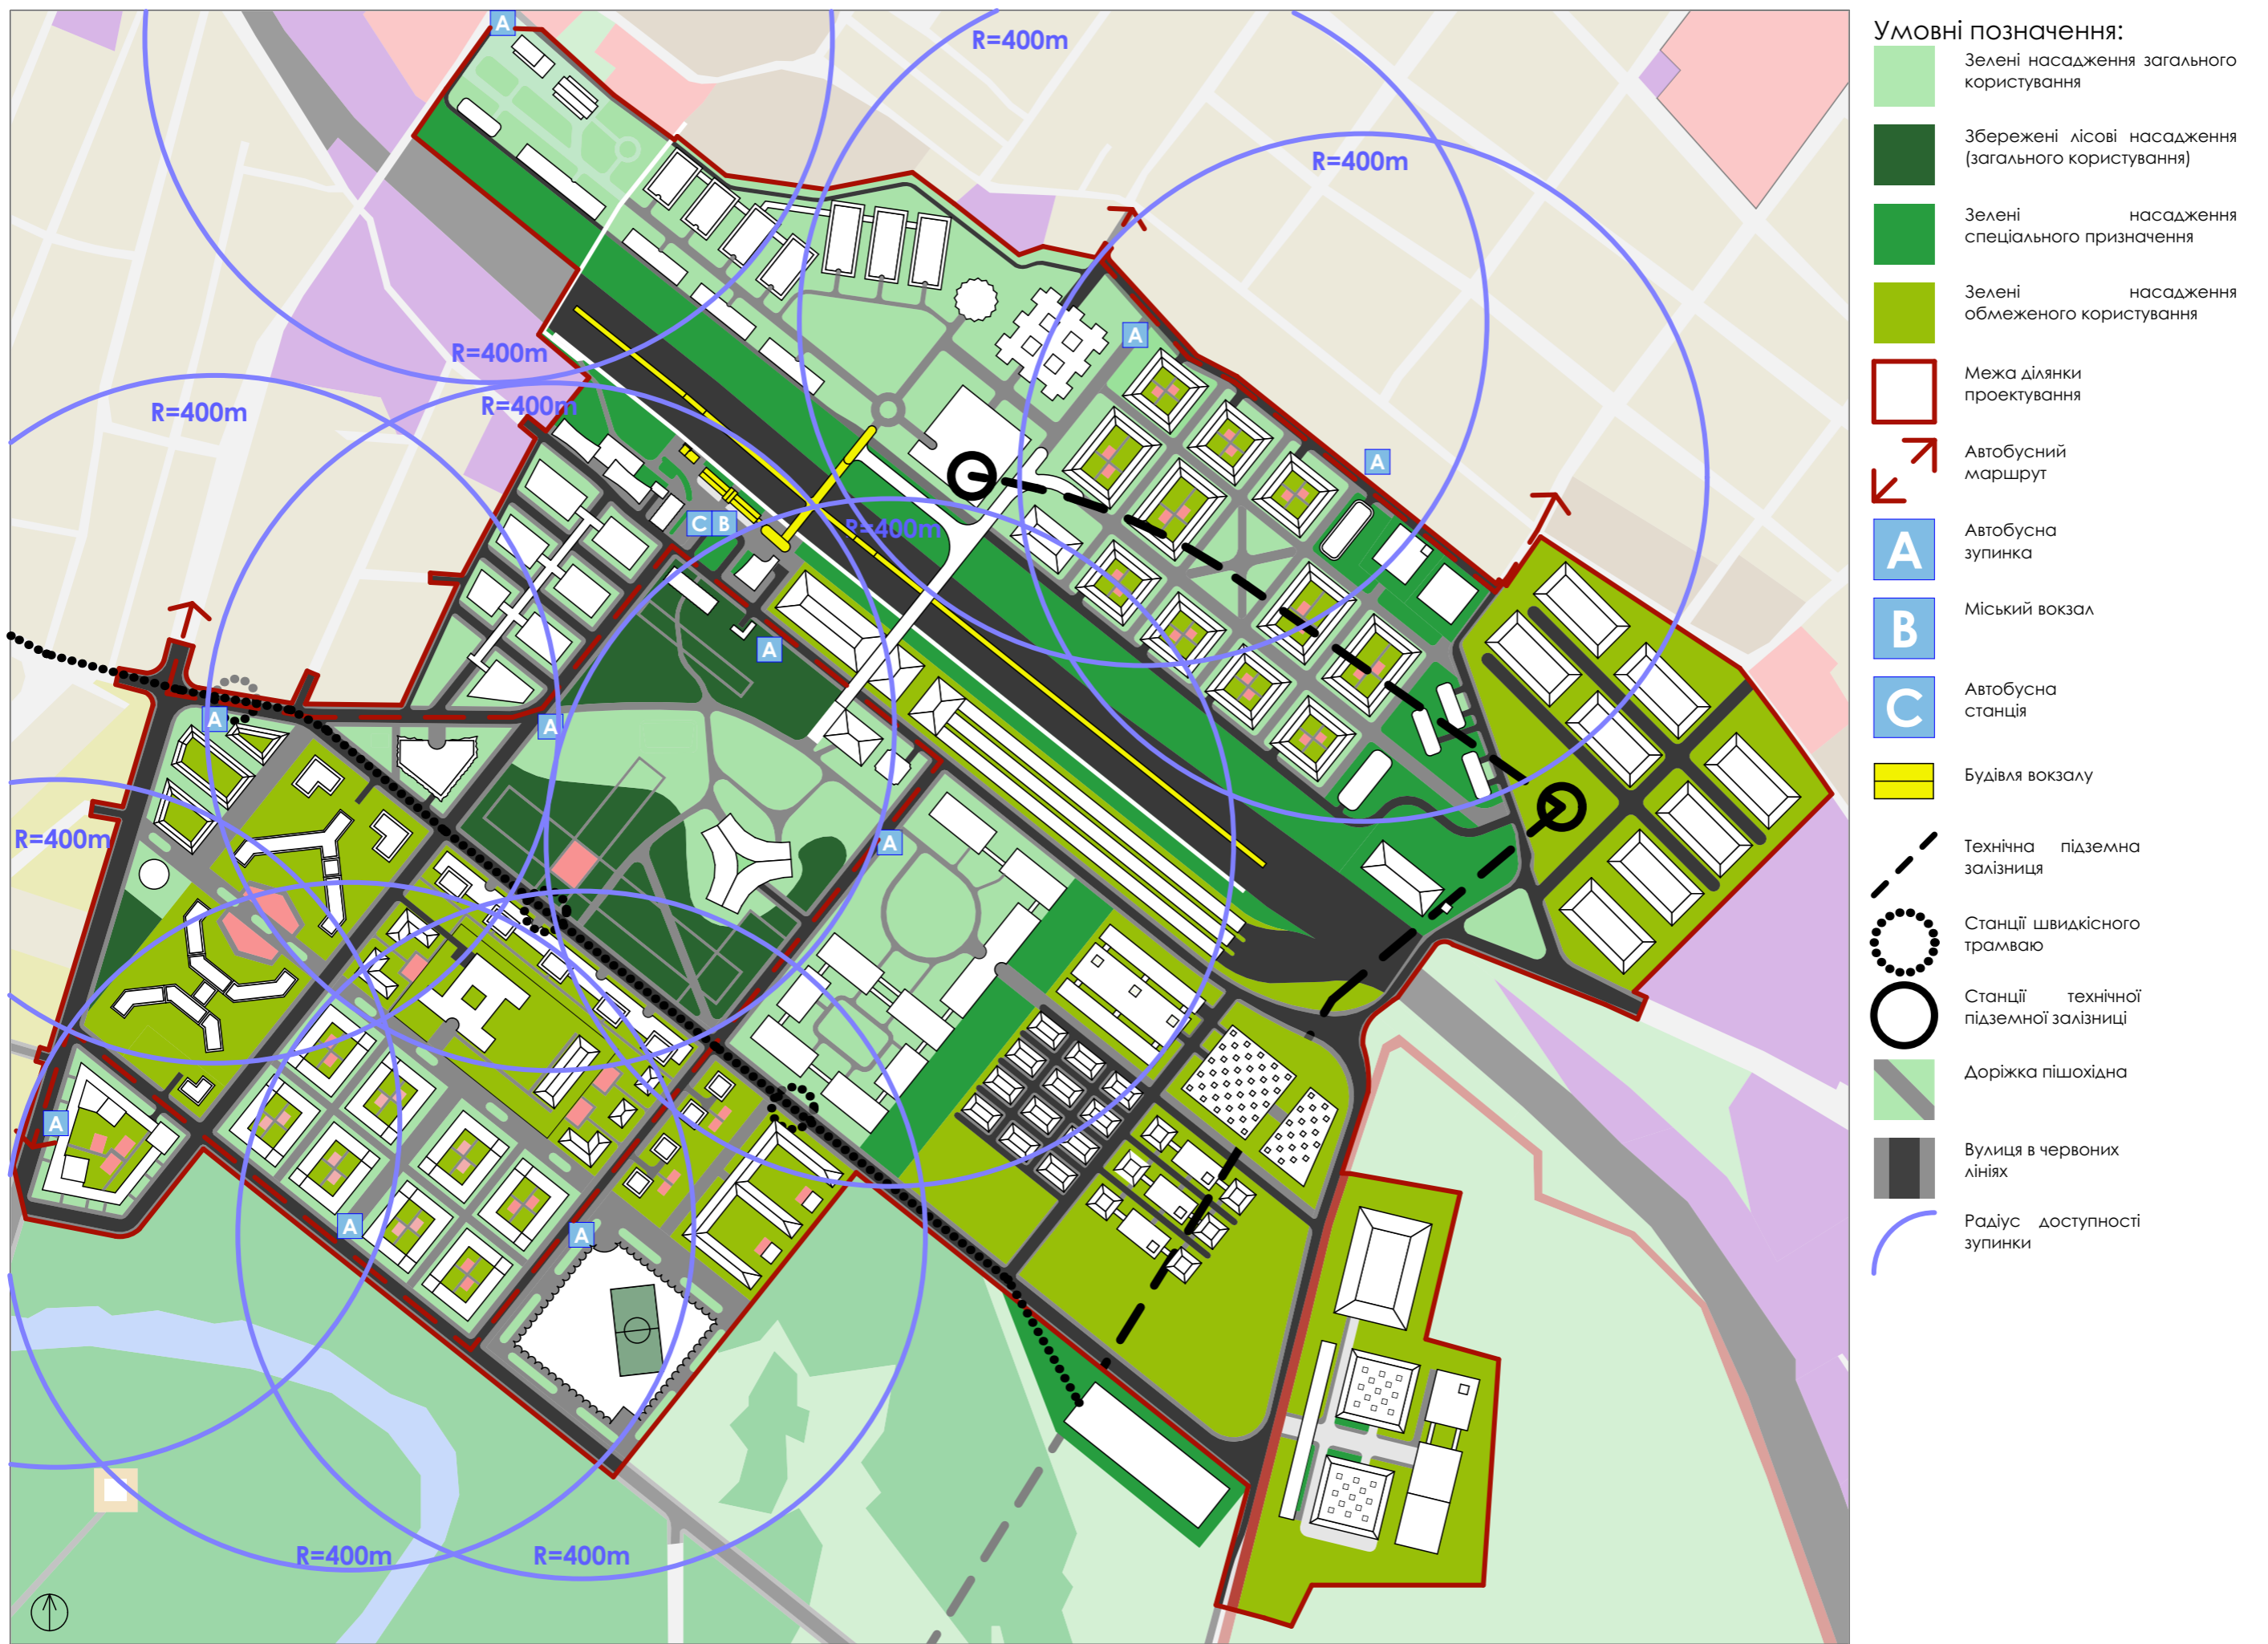 A
R=400m
R=400m
A
R=400m
R=400m
R=400m
A
R=400m
C B
A
A
A
R=400m
A
A
A
A
R=400m
R=400m
Умовні позначення:
Зелені насадження загального
користування
Збережені лісові насадження
(загального користування)
Зелені насадження
спеціального призначення
Зелені насадження
обмеженого користування
Межа ділянки
проектування
Автобусний
маршрут
A
Автобусна
зупинка
B
Міський вокзал
C
Автобусна
станція
Будівля вокзалу
Технічна підземна
залізниця
Станції швидкісного
трамваю
Станції технічної
підземної залізниці
Доріжка пішохідна
Вулиця в червоних
лініях
Радіус доступності
зупинки